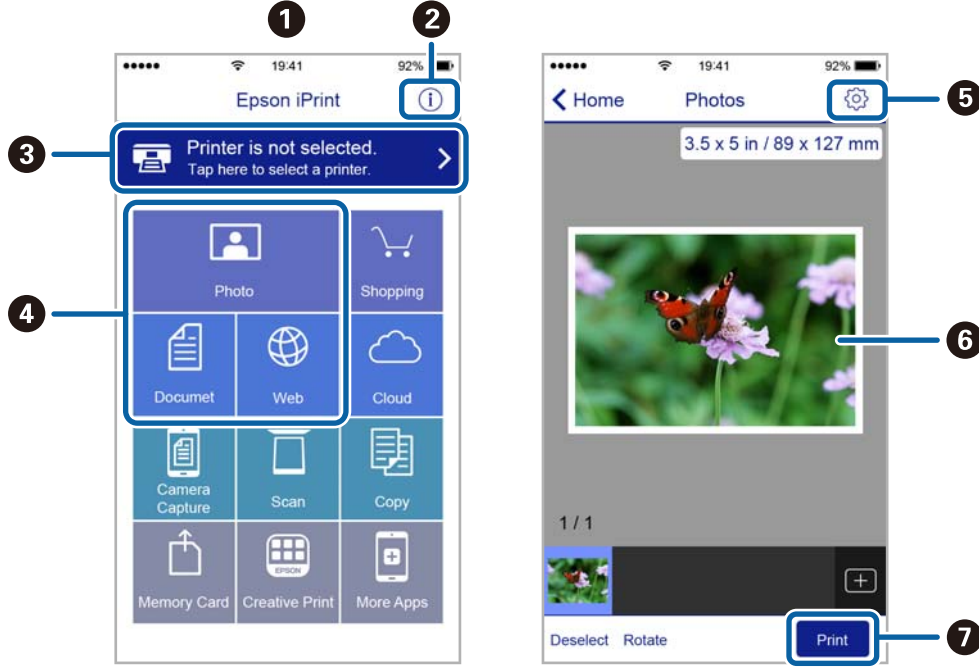 1
2
19:41
92%
Epson iPrint
i
3
Printer is not selected.
Tap here to select a printer.
4
Photo
Shopping
Documet
Web
Cloud
Camera
Capture
Scan
Copy
EPSON
Memory Card
Creative Print
More Apps
19:41
92%
Home
Photos
5
3.5 x 5 in / 89 x 127 mm
6
1 / 1
Deselect
Rotate
Print
7